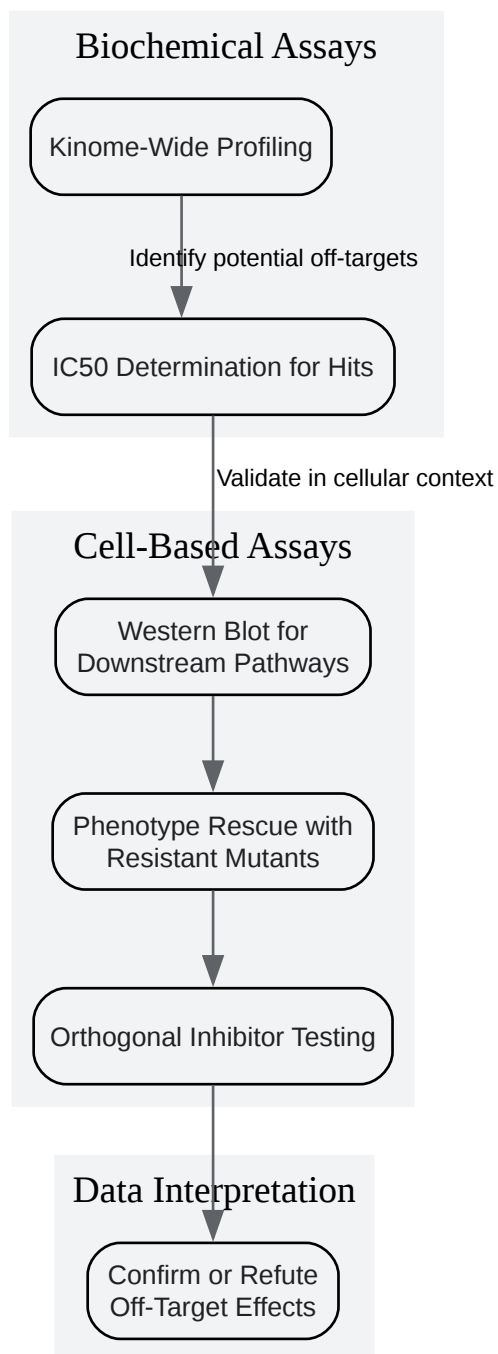 Biochemical Assays
Kinome-Wide Profiling
Identify potential off-targets
IC50 Determination for Hits
Validate in cellular context
Cell-Based Assays
Western Blot for
Downstream Pathways
Phenotype Rescue with
Resistant Mutants
Orthogonal Inhibitor Testing
Data Interpretation
Confirm or Refute
Off-Target Effects